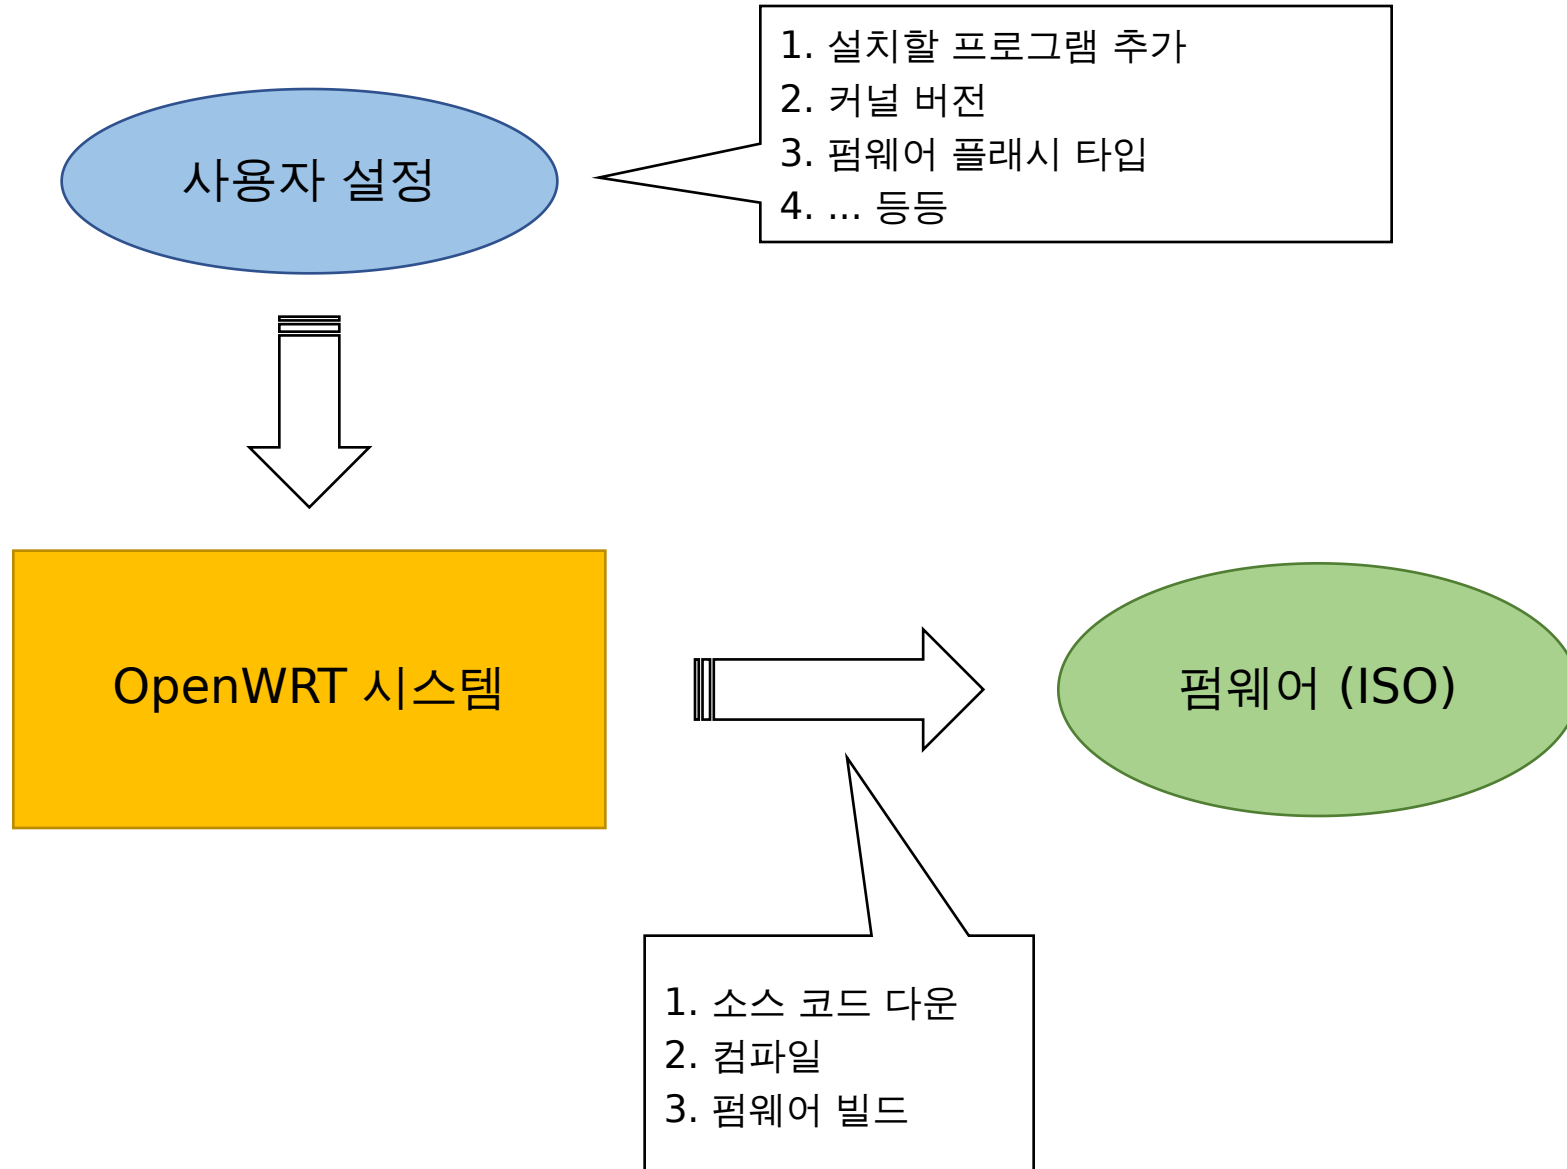 사용자 설정
1. 설치할 프로그램 추가
2. 커널 버전
3. 펌웨어 플래시 타입
4. ... 등등
OpenWRT 시스템
펌웨어 (ISO)
1. 소스 코드 다운
2. 컴파일
3. 펌웨어 빌드